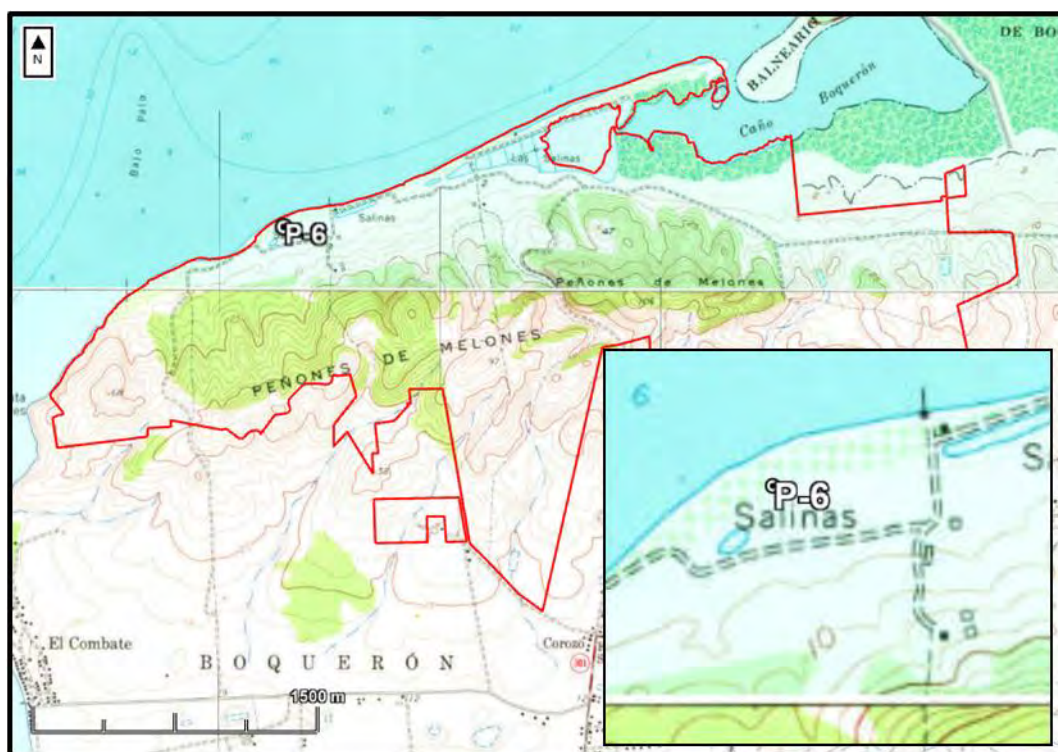 N
Bajo Palo
BALNEARIO
DE BO
Caño Boquerón
Las Salinas
Salinas
P-6
Peñones de Melones
PEÑONES DE MELONES
6
P-6
Salinas
S
10
El Combate
BOQUERÓN
Corozo
301
1500 m